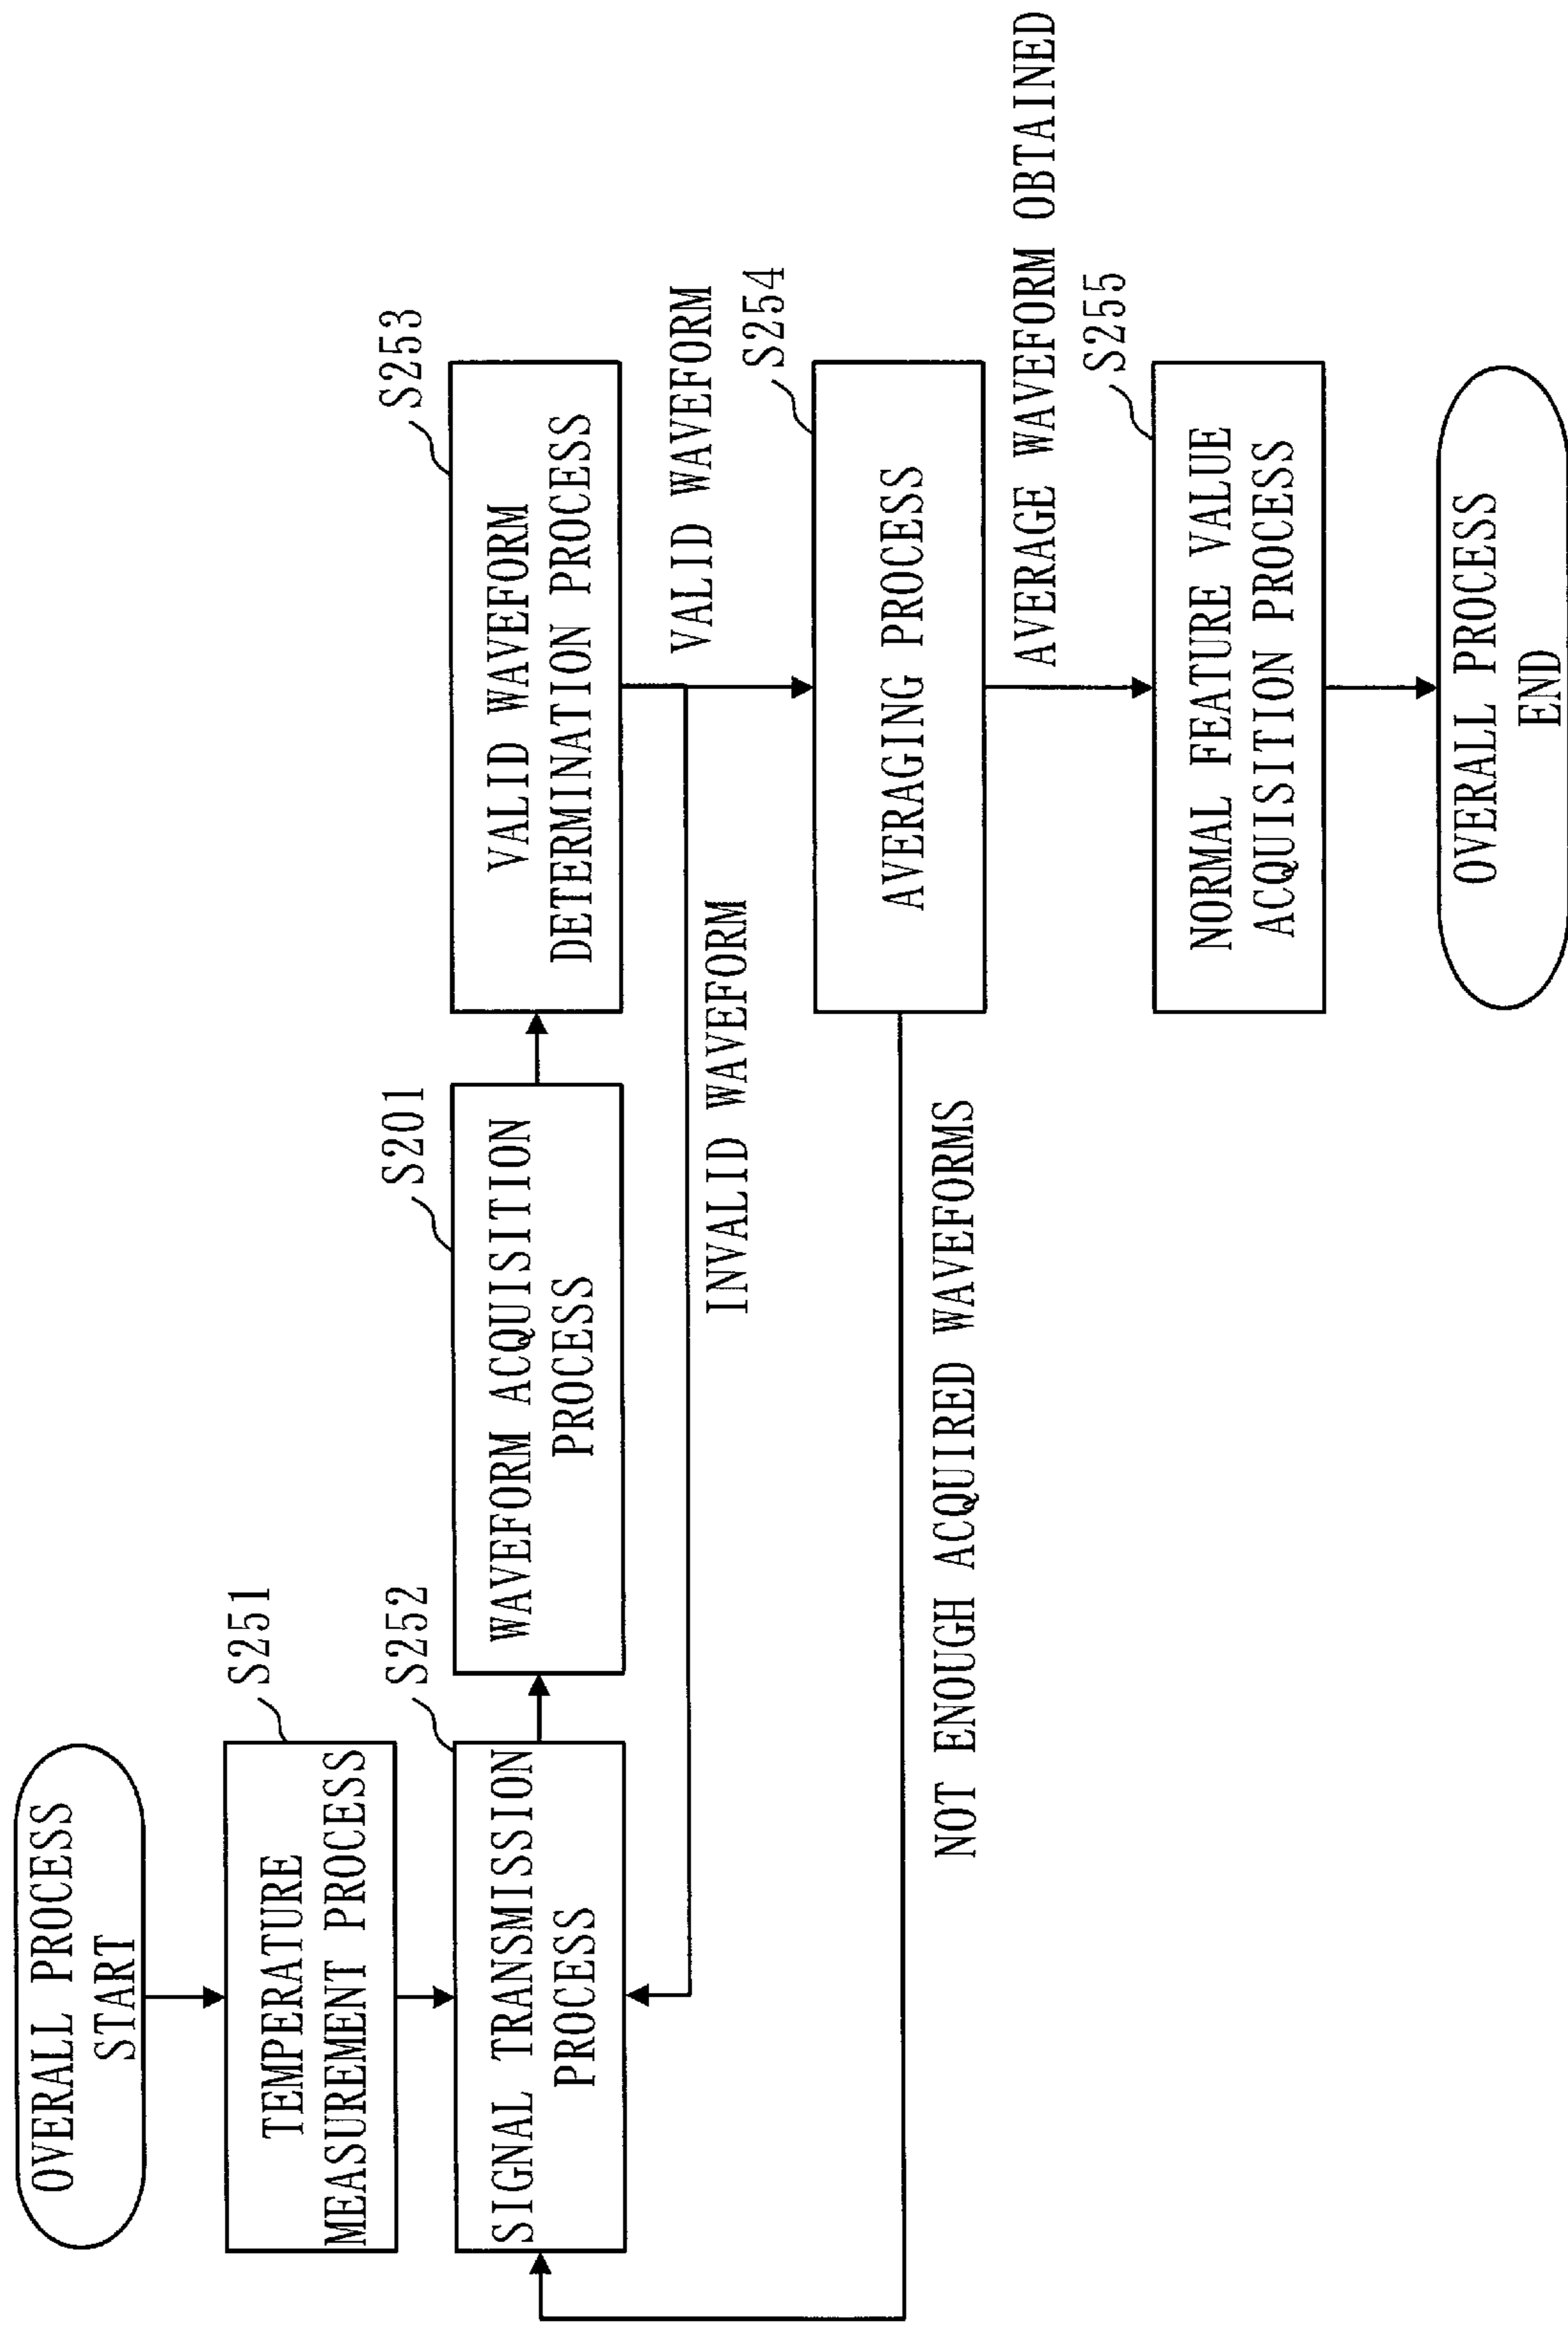 OVERALL PROCESS
START
S251
TEMPERATURE
MEASUREMENT PROCESS
S252
SIGNAL TRANSMISSION
PROCESS
S201
WAVEFORM ACQUISITION
PROCESS
S253
VALID WAVEFORM
DETERMINATION PROCESS
VALID WAVEFORM
INVALID WAVEFORM
S254
AVERAGING PROCESS
NOT ENOUGH ACQUIRED WAVEFORMS
AVERAGE WAVEFORM OBTAINED
S255
NORMAL FEATURE VALUE
ACQUISITION PROCESS
OVERALL PROCESS
END